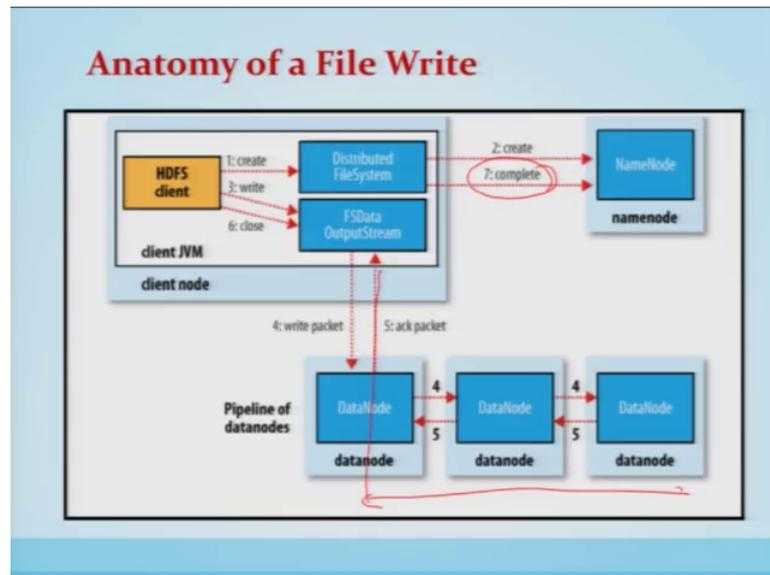 Anatomy of a File Write
HDFS
client
1: create
3: write
6: close
Distributed
FileSystem
FSData
OutputStream
client JVM
client node
2: create
7: complete
NameNode
namenode
4: write packet
5: ack packet
Pipeline of
datanodes
DataNode
datanode
4
5
DataNode
datanode
4
5
DataNode
datanode